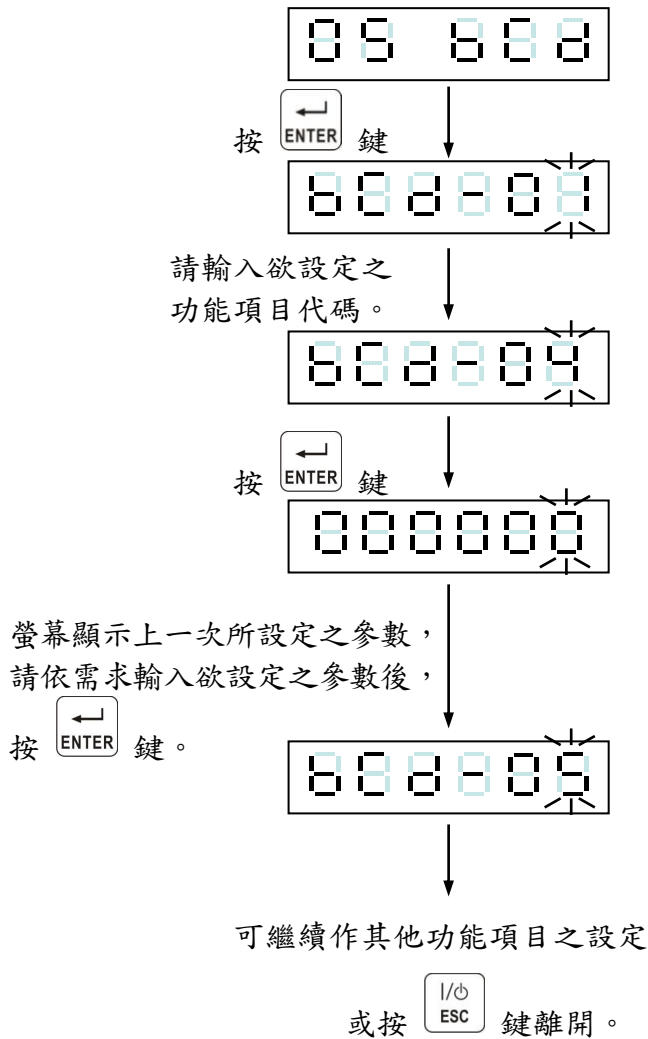 05 bCd
按 ENTER 鍵
bCd-01
請輸入欲設定之
功能項目代碼。
bCd-04
按 ENTER 鍵
000000
螢幕顯示上一次所設定之參數，
請依需求輸入欲設定之參數後，
按 ENTER 鍵。
bCd-05
可繼續作其他功能項目之設定
I/⏻
或按 ESC 鍵離開。